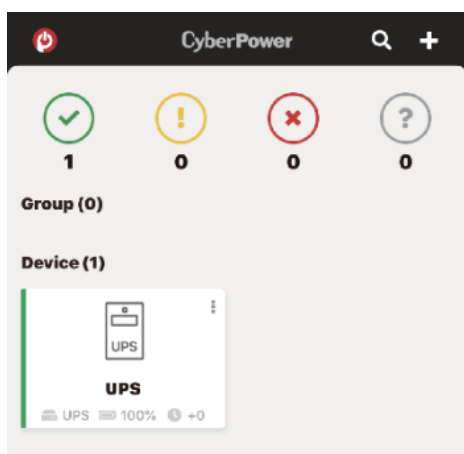 CyberPower
1 0 0 0
Group (0)
Device (1)
UPS
UPS
UPS 100% +0